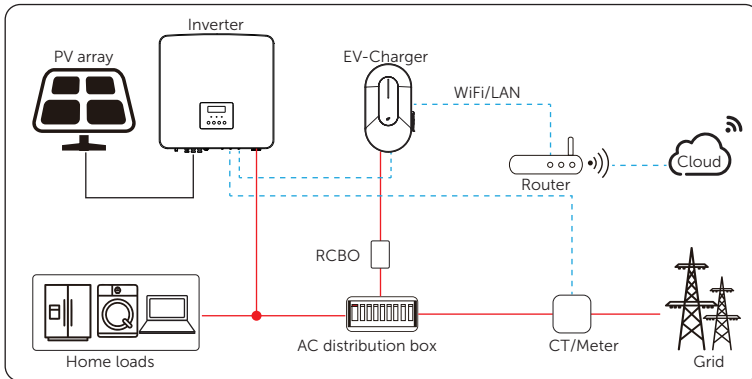 Inverter
PV array
EV-Charger
WiFi/LAN
Cloud
Router
RCBO
Home loads
AC distribution box
CT/Meter
Grid